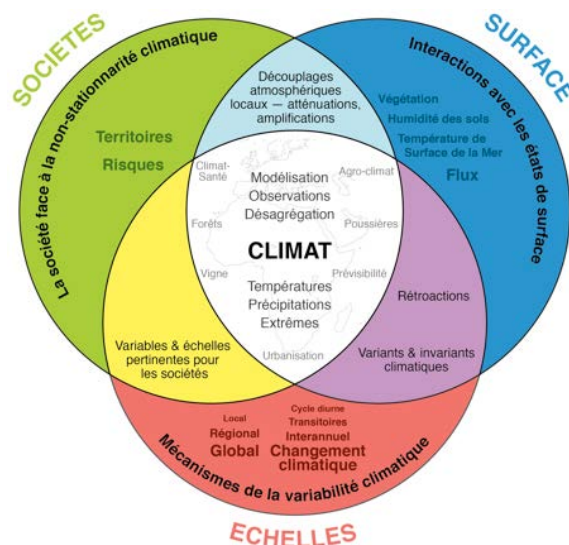 SOCIETES
SURFACE
La société face à la non-stationnarité climatique
Interactions avec les états de surface
Découplages
atmosphériques
locaux — atténuations,
amplifications
Territoires
Risques
Végétation
Humidité des sols
Température de
Surface de la Mer
Flux
Climat-
Santé
Agro-climat
Modélisation
Observations
Désagrégation
Forêts
Poussières
CLIMAT
Vigne
Prévisibilité
Températures
Précipitations
Extrêmes
Urbanisation
Rétroactions
Variables & échelles
pertinentes pour
les sociétés
Variants & invariants
climatiques
Local
Régional
Global
Cycle diurne
Transitoires
Interannuel
Changement
climatique
Mécanismes de la variabilité climatique
ECHELLES